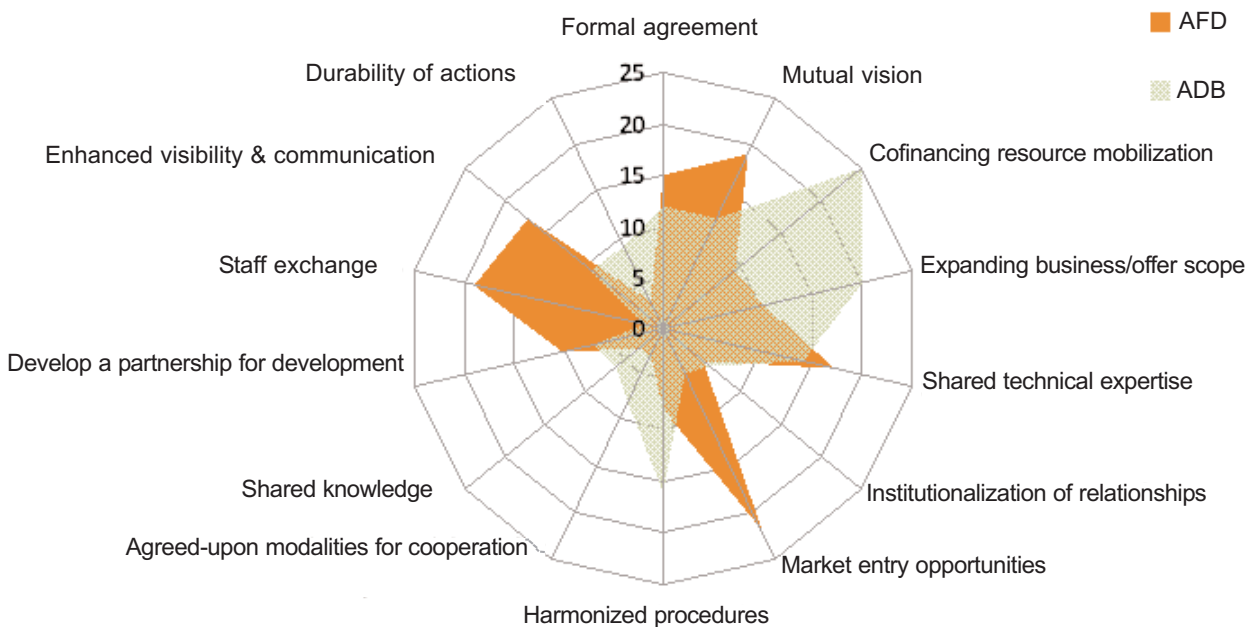 Formal agreement
AFD
Durability of actions
25
Mutual vision
ADB
20
Enhanced visibility & communication
Cofinancing resource mobilization
15
10
Staff exchange
5
Expanding business/offer scope
0
Develop a partnership for development
Shared technical expertise
Shared knowledge
Institutionalization of relationships
Agreed-upon modalities for cooperation
Market entry opportunities
Harmonized procedures